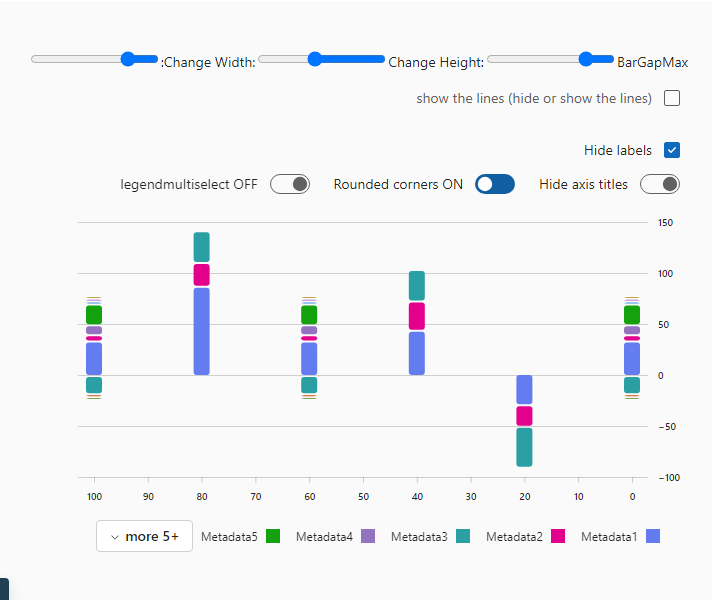 :Change Width: Change Height: BarGapMax
show the lines (hide or show the lines)
Hide labels
legendmultiselect OFF Rounded corners ON Hide axis titles
150
100
50
0
−50
−100
100 90 80 70 60 50 40 30 20 10 0
more 5+ Metadata5 Metadata4 Metadata3 Metadata2 Metadata1